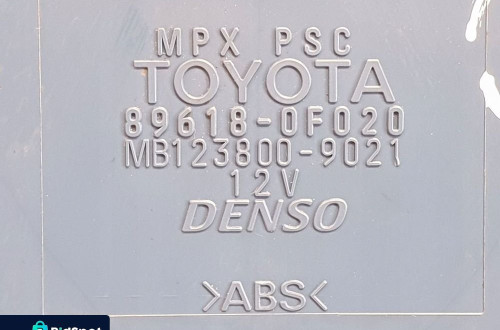 MPX PSC
TOYOTA
89618-0F020
MB123800-9021
12V
DENSO
>ABS<